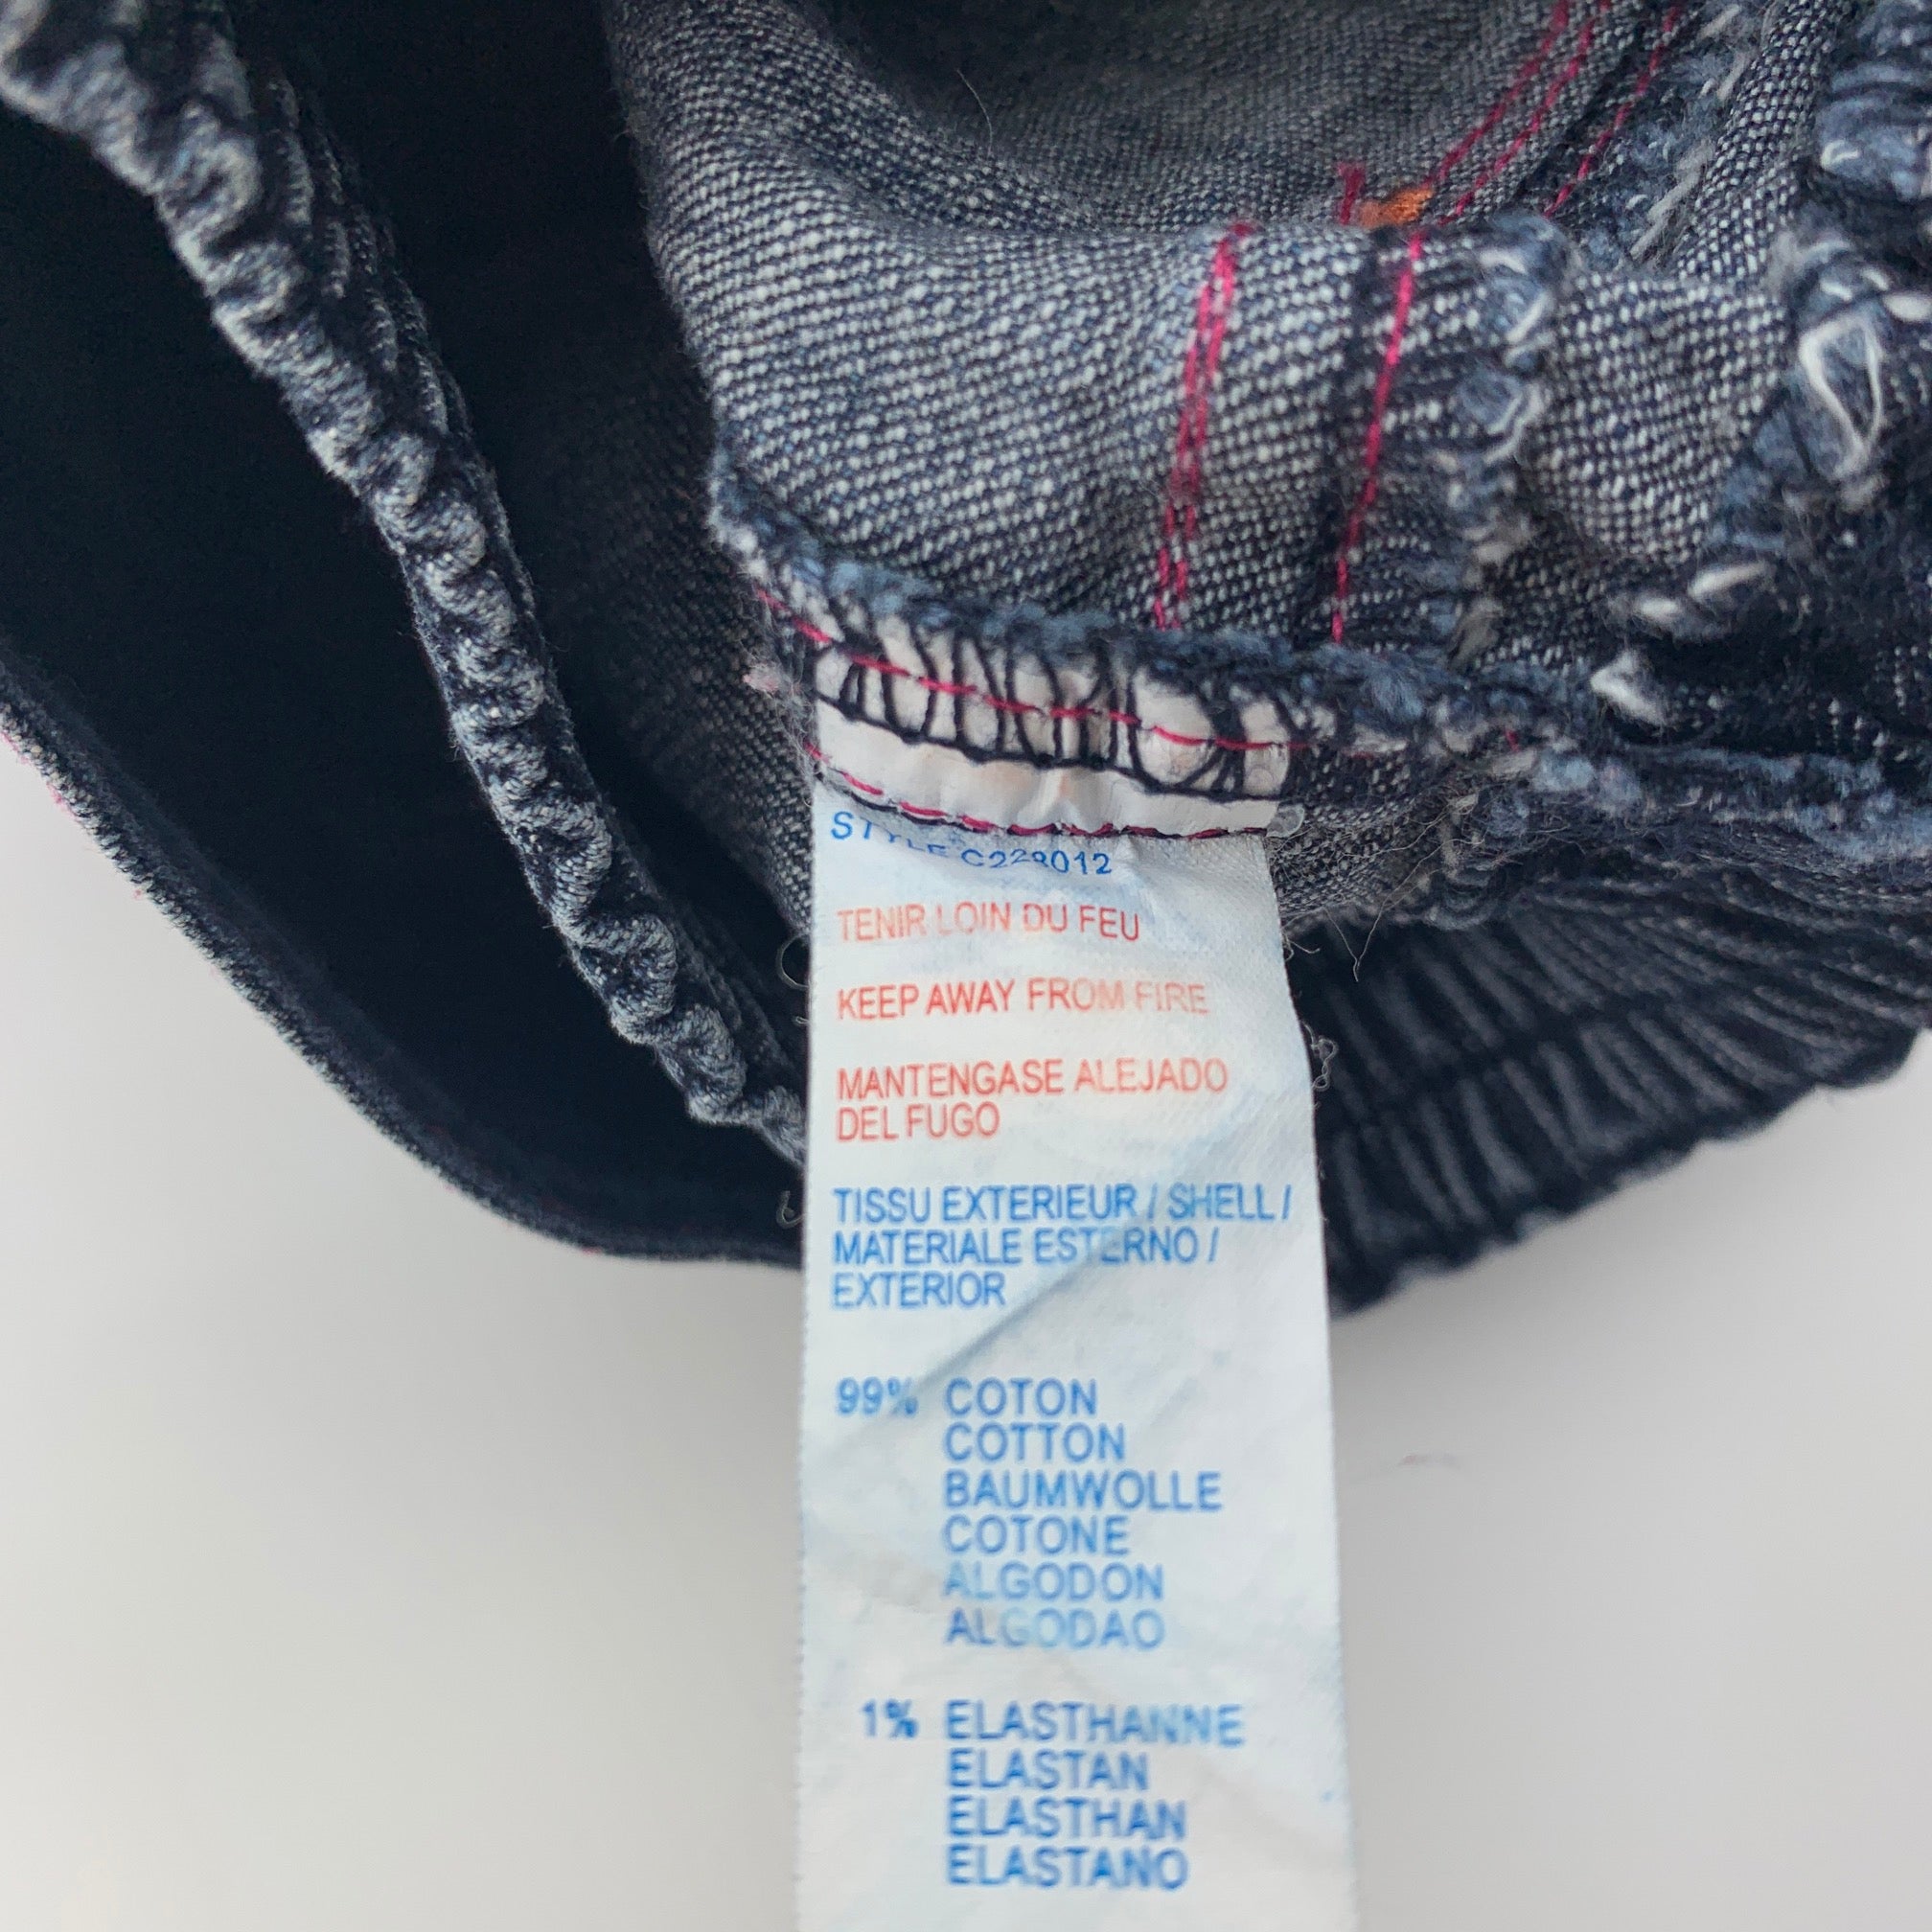 STYLE C229012
TENIR LOIN DU FEU
KEEP AWAY FROM FIRE
MANTENGASE ALEJADO
DEL FUGO
TISSU EXTERIEUR / SHELL /
MATERIALE ESTERNO /
EXTERIOR
99% COTON
COTTON
BAUMWOLLE
COTONE
ALGODON
ALGODAO
1% ELASTHANNE
ELASTAN
ELASTHAN
ELASTANO